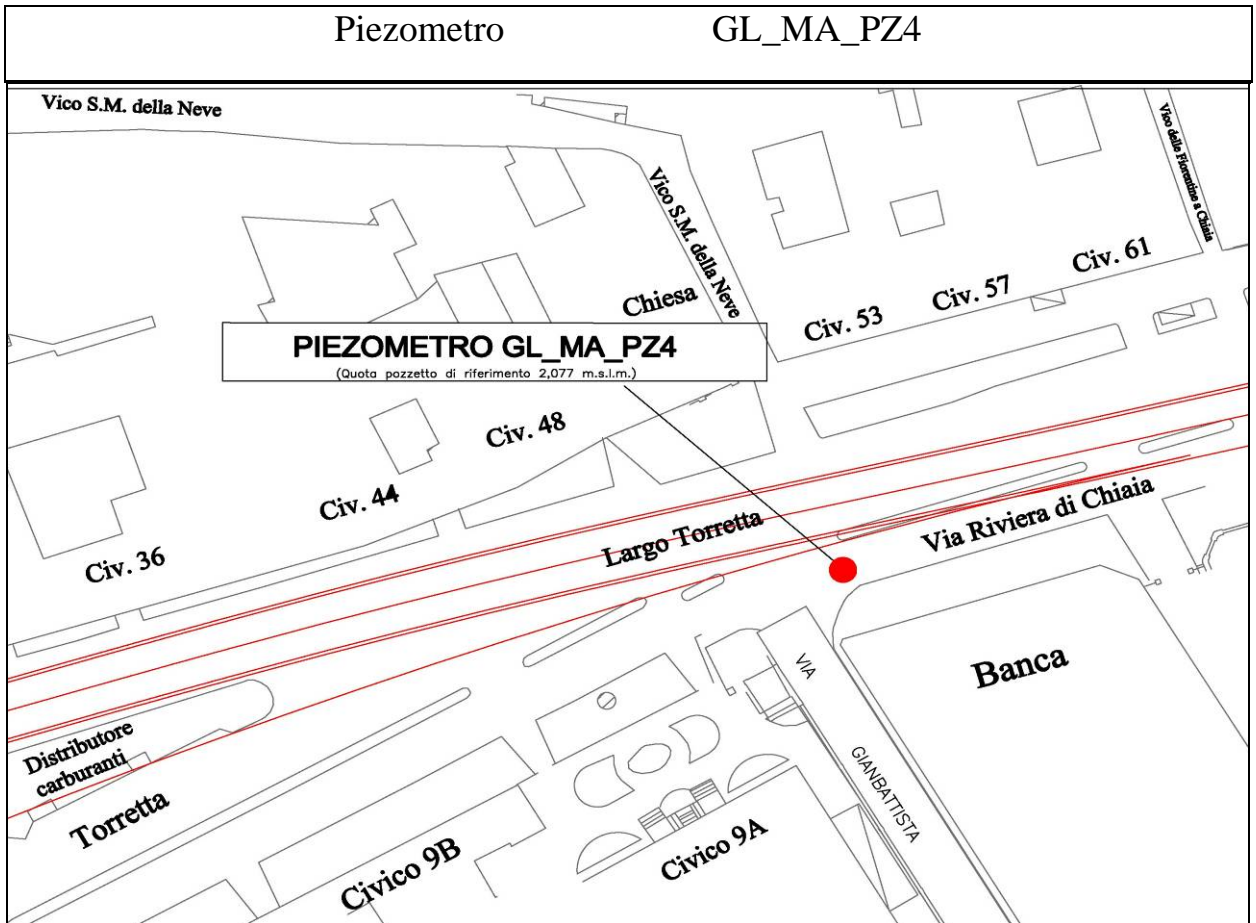 Piezometro GL_MA_PZ4
Vico S.M. della Neve
Vico delle Fiorentine a Chiaia
Vico S.M. della Neve
Chiesa
Civ. 61
Civ. 57
Civ. 53
PIEZOMETRO GL_MA_PZ4
(Quota pozzetto di riferimento 2,077 m.s.l.m.)
Civ. 48
Civ. 44
Civ. 36
Largo Torretta
Via Riviera di Chiaia
Banca
VIA
GIANBATTISTA
Distributore
carburanti
Torretta
Civico 9B
Civico 9A